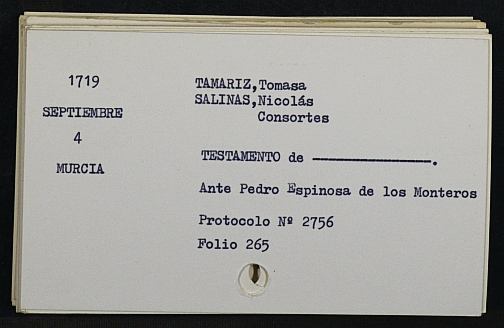 1719
SEPTIEMBRE
4
MURCIA
TAMARIZ,Tomasa
SALINAS,Nicolás
Consortes
TESTAMENTO de ------------------.
Ante Pedro Espinosa de los Monteros
Protocolo Nº 2756
Folio 265